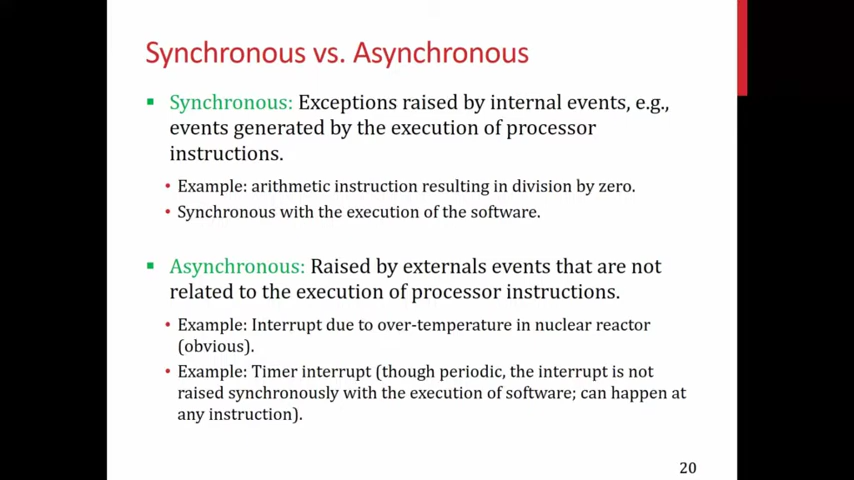 Synchronous vs. Asynchronous
▪ Synchronous: Exceptions raised by internal events, e.g.,
events generated by the execution of processor
instructions.
• Example: arithmetic instruction resulting in division by zero.
• Synchronous with the execution of the software.
▪ Asynchronous: Raised by externals events that are not
related to the execution of processor instructions.
• Example: Interrupt due to over-temperature in nuclear reactor
(obvious).
• Example: Timer interrupt (though periodic, the interrupt is not
raised synchronously with the execution of software; can happen at
any instruction).
20